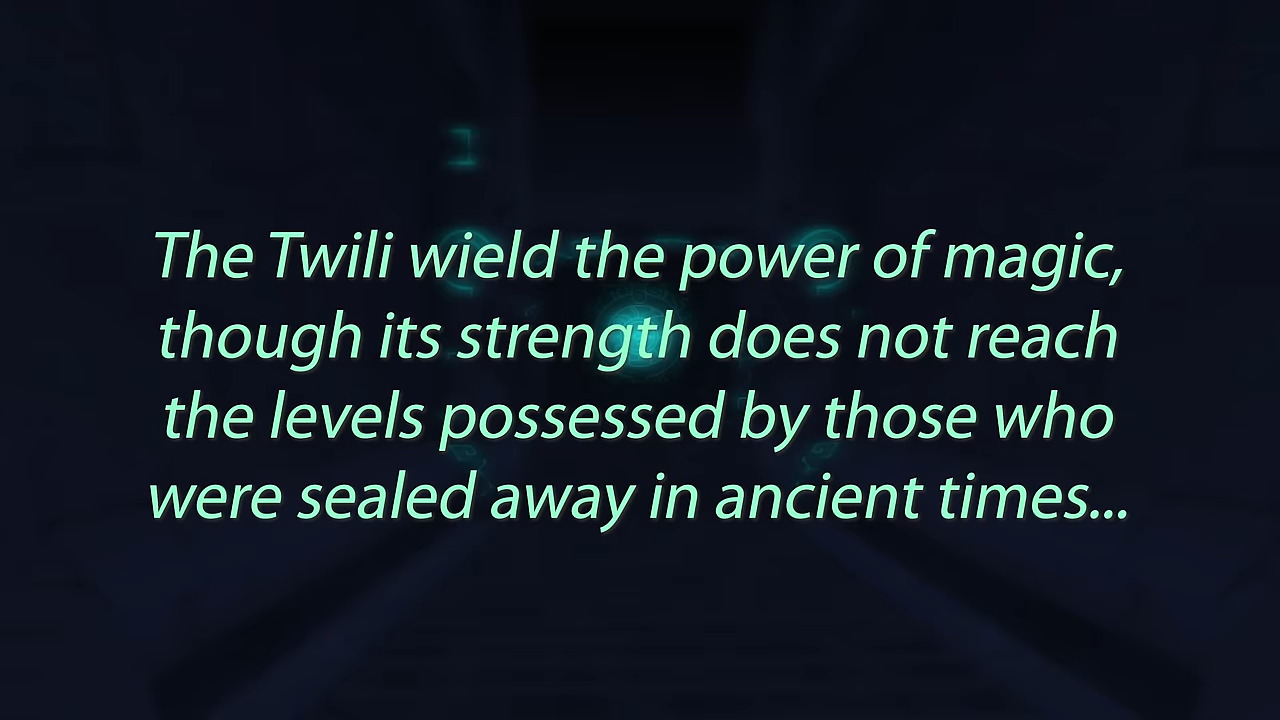 The Twili wield the power of magic,
though its strength does not reach
the levels possessed by those who
were sealed away in ancient times...